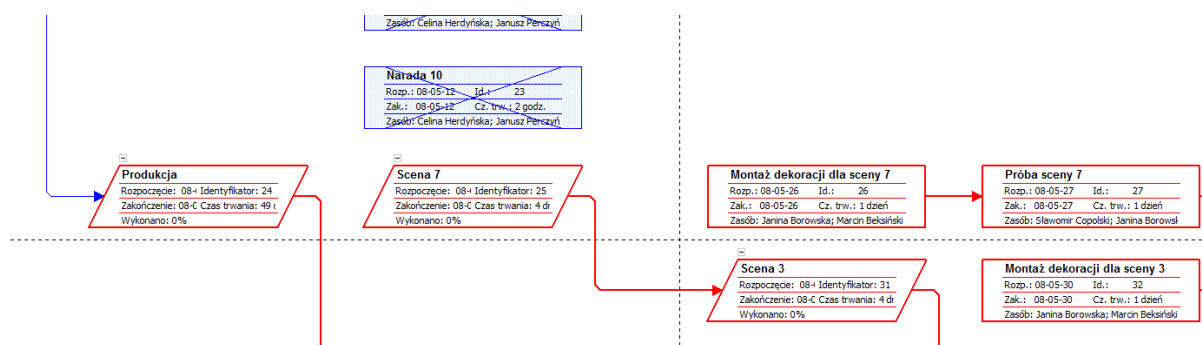 Zasób: Celina Herdyńska; Janusz Perczyń
Narada 10
Rozp.: 08-05-12 Id.: 23
Zak.: 08-05-12 Cz. trw.: 2 godz.
Zasób: Celina Herdyńska; Janusz Perczyń
Produkcja
Rozpoczęcie: 08- Identyfikator: 24
Zakończenie: 08- Czas trwania: 49
Wykonano: 0%
Scena 7
Rozpoczęcie: 08- Identyfikator: 25
Zakończenie: 08- Czas trwania: 4
Wykonano: 0%
Montaż dekoracji dla sceny 7
Rozp.: 08-05-26 Id.: 26
Zak.: 08-05-26 Cz. trw.: 1 dzień
Zasób: Janina Borowska; Marcin Beksiński
Próba sceny 7
Rozp.: 08-05-27 Id.: 27
Zak.: 08-05-27 Cz. trw.: 1 dzień
Zasób: Sławomir Copolski; Janina Borowsk
Scena 3
Rozpoczęcie: 08- Identyfikator: 31
Zakończenie: 08- Czas trwania: 4
Wykonano: 0%
Montaż dekoracji dla sceny 3
Rozp.: 08-05-30 Id.: 32
Zak.: 08-05-30 Cz. trw.: 1 dzień
Zasób: Janina Borowska; Marcin Beksiński